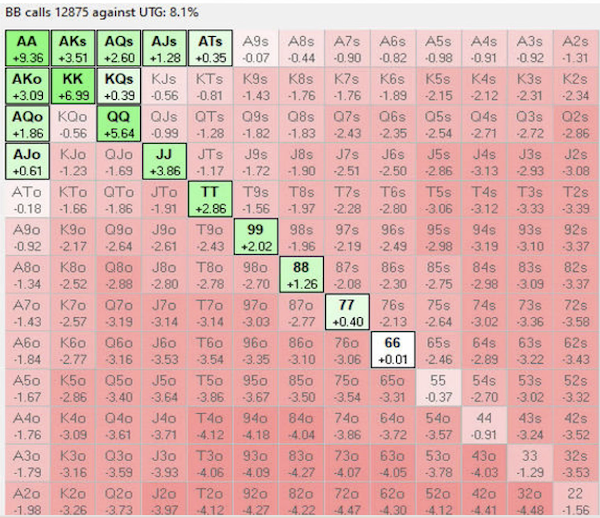 BB calls 12875 against UTG: 8.1%
AA AKs AQs AJs ATs A9s A8s A7s A6s A5s A4s A3s A2s
+9.36 +3.51 +2.60 +1.28 +0.35 -0.07 -0.44 -0.90 -0.82 -0.98 -0.91 -0.92 -1.31
AKo KK KQs KJs KTs K9s K8s K7s K6s K5s K4s K3s K2s
+3.09 +6.99 +0.39 -0.56 -0.81 -1.43 -1.76 -1.76 -1.89 -2.15 -2.12 -2.31 -2.34
AQo KQo QQ QJs QTs Q9s Q8s Q7s Q6s Q5s Q4s Q3s Q2s
+1.86 -0.56 +5.64 -0.99 -1.28 -1.82 -1.83 -2.43 -2.35 -2.54 -2.71 -2.72 -2.86
AJo KJo QJo JJ JTs J9s J8s J7s J6s J5s J4s J3s J2s
+0.61 -1.23 -1.69 +3.86 -1.17 -1.72 -1.90 -2.51 -2.50 -2.86 -3.13 -2.93 -3.08
ATo KTo QTo JTo TT T9s T8s T7s T6s T5s T4s T3s T2s
-0.18 -1.66 -1.86 -1.91 +2.86 -1.56 -1.97 -2.28 -2.80 -3.06 -3.12 -3.33 -3.39
A9o K9o Q9o J9o T9o 99 98s 97s 96s 95s 94s 93s 92s
-0.92 -2.17 -2.64 -2.61 -2.43 +2.02 -1.96 -2.19 -2.49 -2.98 -3.19 -3.10 -3.37
A8o K8o Q8o J8o T8o 98o 88 87s 86s 85s 84s 83s 82s
-1.34 -2.52 -2.88 -2.80 -2.78 -2.70 +1.26 -2.08 -2.30 -2.75 -2.98 -3.09 -3.37
A7o K7o Q7o J7o T7o 97o 87o 77 76s 75s 74s 73s 72s
-1.43 -2.57 -3.19 -3.14 -3.14 -3.03 -2.77 +0.40 -2.13 -2.64 -3.02 -3.36 -3.58
A6o K6o Q6o J6o T6o 96o 86o 76o 66 65s 64s 63s 62s
-1.84 -2.77 -3.16 -3.53 -3.54 -3.35 -3.10 -3.06 +0.01 -2.46 -2.89 -3.22 -3.43
A5o K5o Q5o J5o T5o 95o 85o 75o 65o 55 54s 53s 52s
-1.67 -2.86 -3.40 -3.64 -3.86 -3.67 -3.50 -3.54 -3.31 -0.37 -2.70 -3.02 -3.32
A4o K4o Q4o J4o T4o 94o 84o 74o 64o 54o 44 43s 42s
-1.76 -3.09 -3.61 -3.71 -4.12 -4.18 -4.04 -3.86 -3.72 -3.57 -0.91 -3.24 -3.52
A3o K3o Q3o J3o T3o 93o 83o 73o 63o 53o 43o 33 32s
-1.79 -3.16 -3.59 -3.93 -4.06 -4.09 -4.27 -4.07 -4.05 -3.78 -4.03 -1.29 -3.53
A2o K2o Q2o J2o T2o 92o 82o 72o 62o 52o 42o 32o 22
-1.98 -3.26 -3.73 -3.97 -4.12 -4.27 -4.22 -4.47 -4.30 -4.12 -4.41 -4.48 -1.56